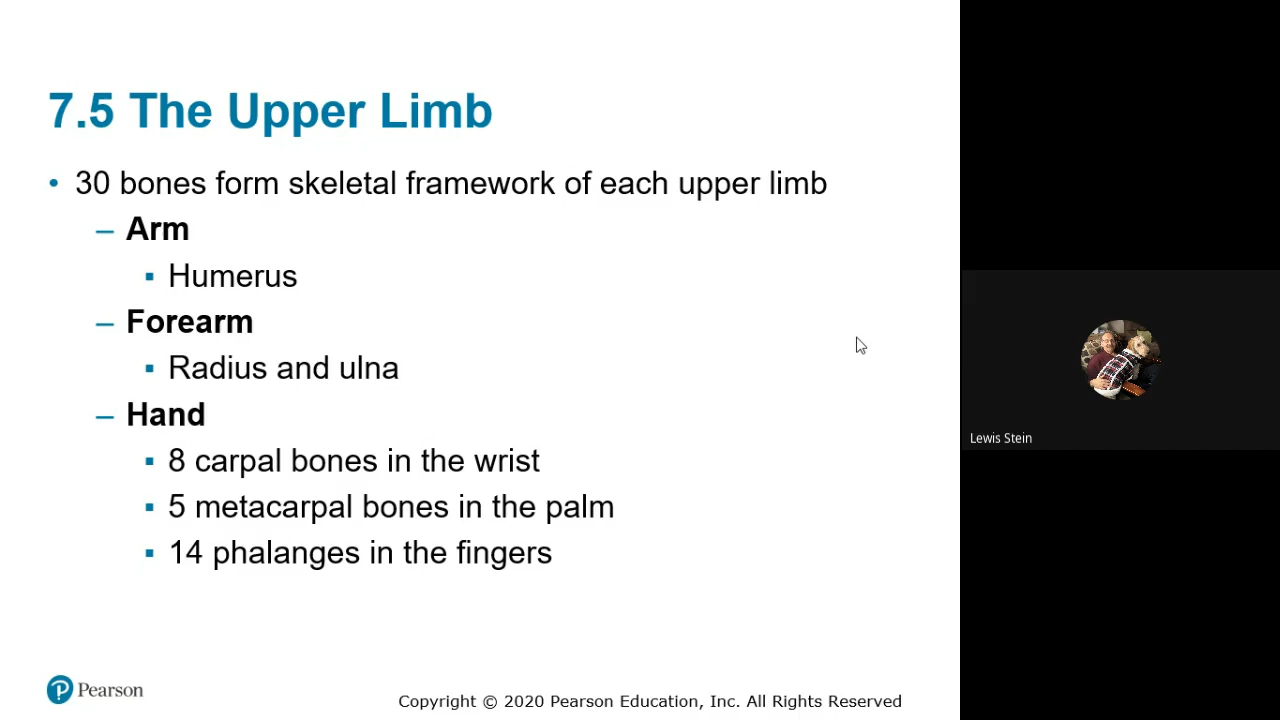 7.5 The Upper Limb
• 30 bones form skeletal framework of each upper limb
– Arm
▪ Humerus
– Forearm
▪ Radius and ulna
– Hand
▪ 8 carpal bones in the wrist
▪ 5 metacarpal bones in the palm
▪ 14 phalanges in the fingers
Pearson
Copyright © 2020 Pearson Education, Inc. All Rights Reserved
Lewis Stein